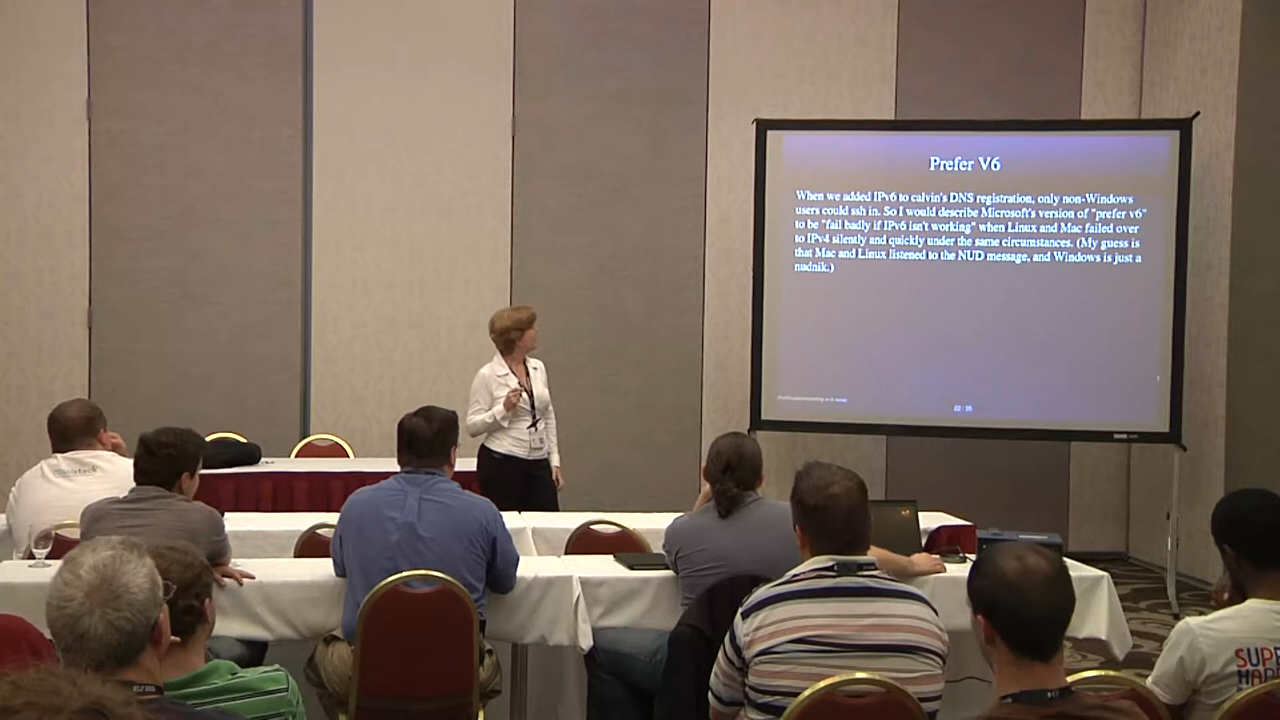 Prefer V6
When we added IPv6 to calvin's DNS registration, only non-Windows
users could ssh in. So I would describe Microsoft's version of "prefer v6"
to be "fail badly if IPv6 isn't working" when Linux and Mac failed over
to IPv4 silently and quickly under the same circumstances. (My guess is
that Mac and Linux listened to the NUD message, and Windows is just a
nudnik.)